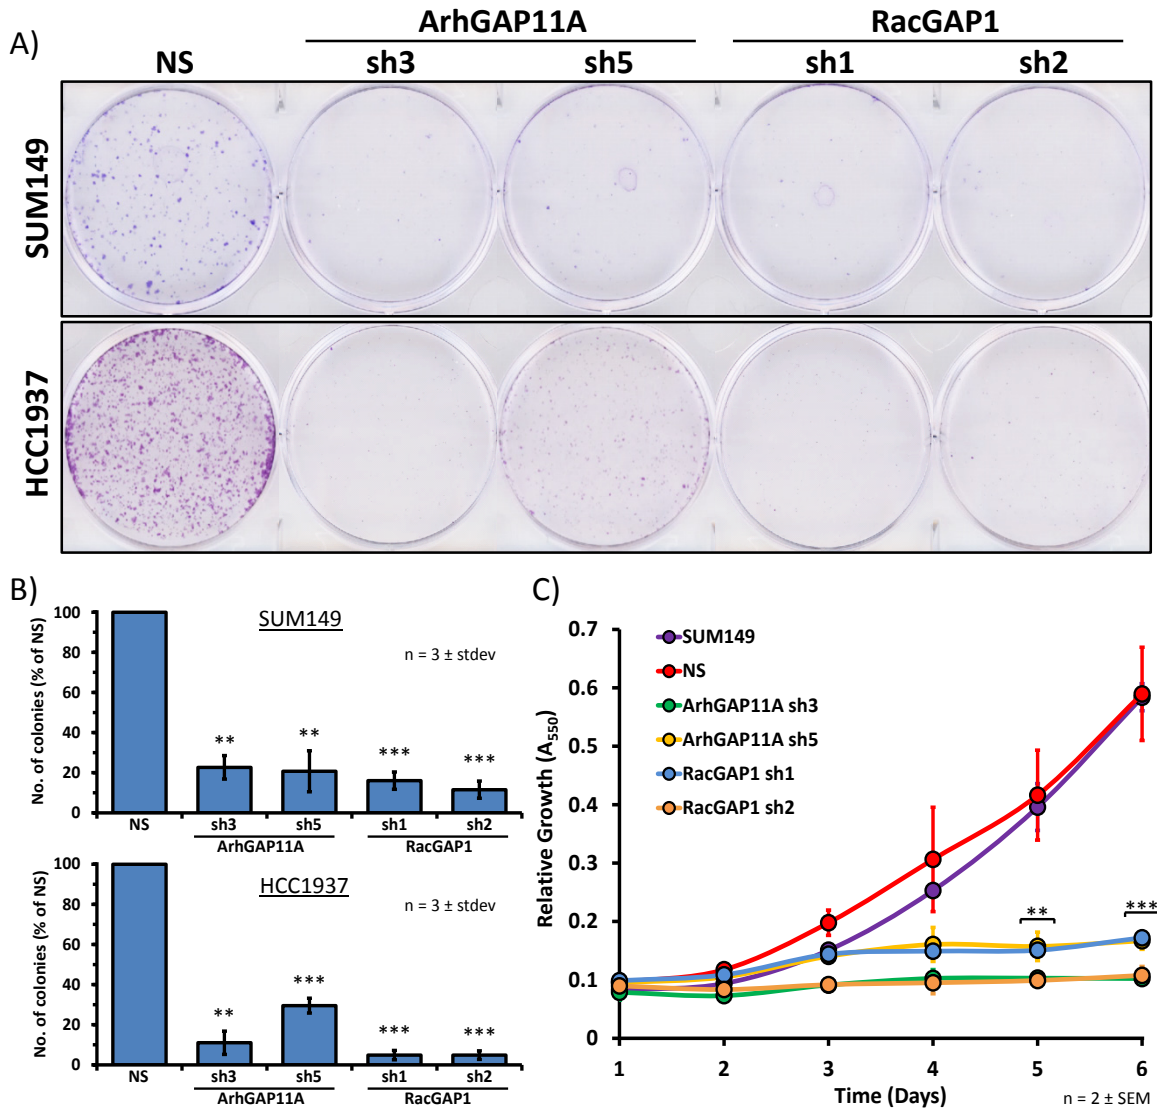 A)
ArhGAP11A RacGAP1
NS sh3 sh5 sh1 sh2
SUM149
HCC1937
B)
No. of colonies (% of NS)
100
80
60
40
20
0
SUM149
n = 3 ± stdev
** ** *** ***
NS sh3 sh5 sh1 sh2
ArhGAP11A RacGAP1
No. of colonies (% of NS)
100
80
60
40
20
0
HCC1937
n = 3 ± stdev
** *** *** ***
NS sh3 sh5 sh1 sh2
ArhGAP11A RacGAP1
C)
Relative Growth (A550)
0.7
0.6
0.5
0.4
0.3
0.2
0.1
0
SUM149
NS
ArhGAP11A sh3
ArhGAP11A sh5
RacGAP1 sh1
RacGAP1 sh2
** ***
1 2 3 4 5 6
Time (Days)
n = 2 ± SEM